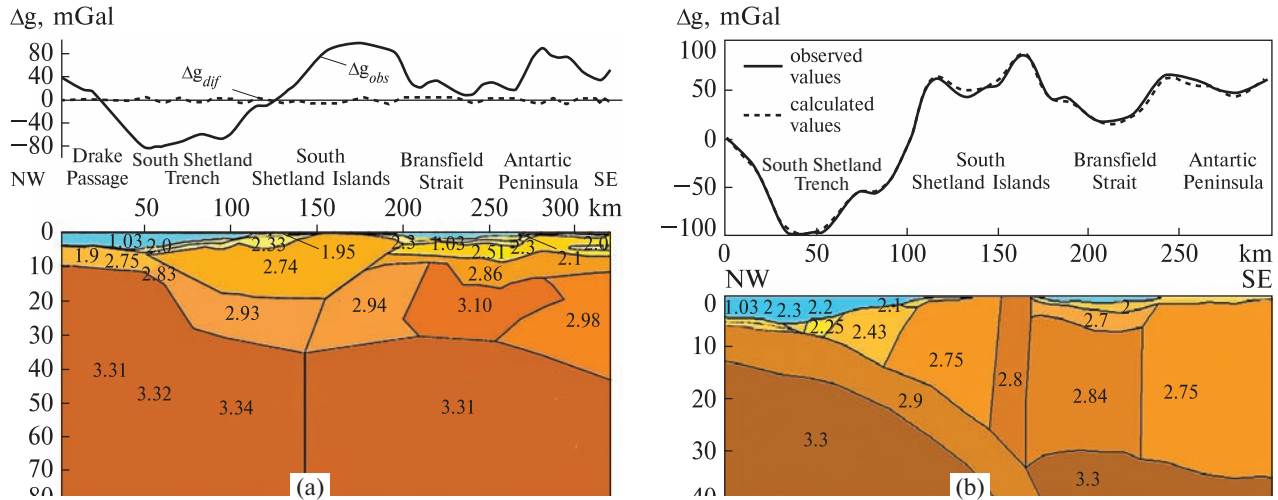 Δg, mGal
80
40
0
−40
−80
Δg_dif
Δg_obs
Drake Passage
South Shetland Trench
South Shetland Islands
Bransfield Strait
Antartic Peninsula
NW
SE
50 100 150 200 250 300 km
0
10
20
30
40
50
60
70
80
1.03
2.0
2.33
1.95
2.3
1.03
2.51
2.3
2.0
1.9
2.75
2.83
2.74
2.86
2.1
2.93
2.94
3.10
2.98
3.31
3.32
3.34
3.31
(a)
Δg, mGal
100
50
0
−50
−100
observed values
calculated values
South Shetland Trench
South Shetland Islands
Bransfield Strait
Antartic Peninsula
0 50 100 150 200 250 km
NW
SE
0
10
20
30
40
1.03 2 2.3 2.2
2.1
2
2.25
2.43
2.7
2.75
2.8
2.84
2.75
2.9
3.3
3.3
(b)